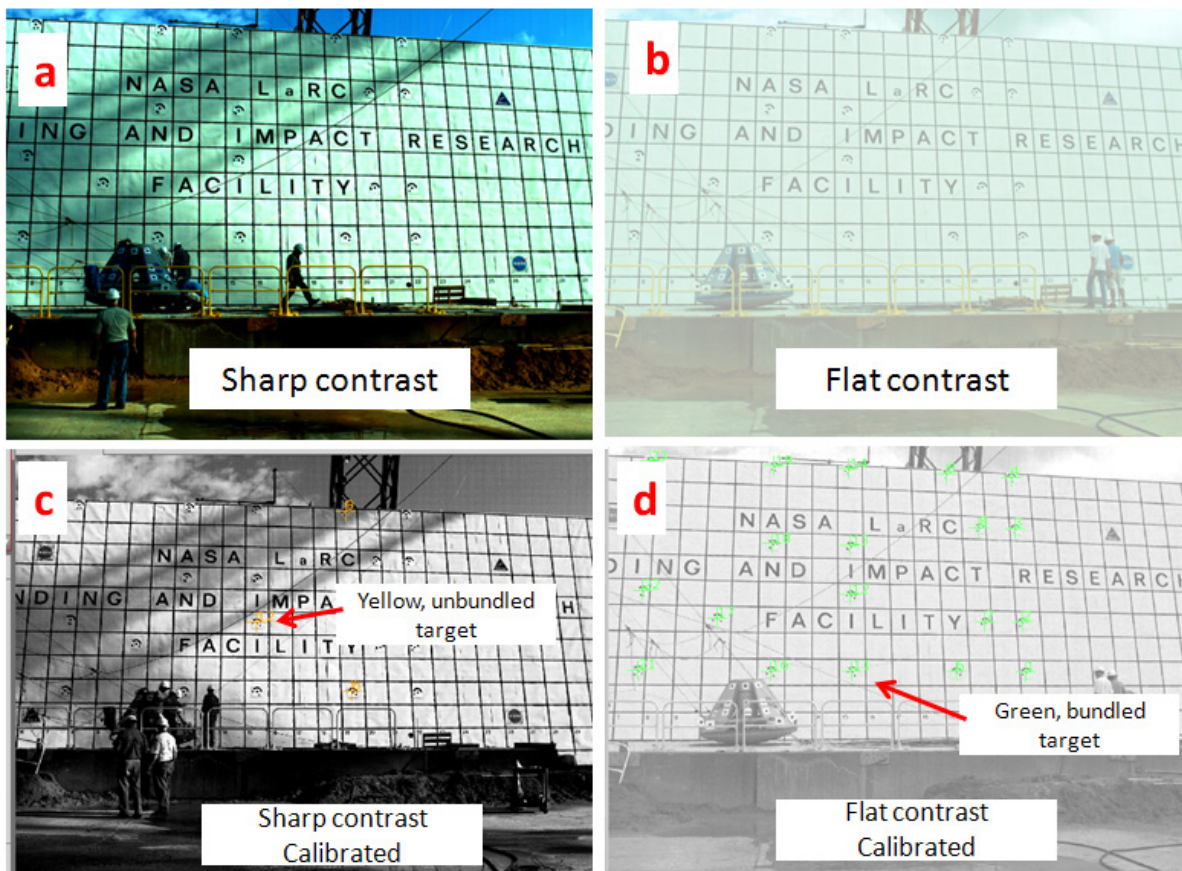 a
NASA LaRC
DING AND IMPACT RESEARCH
FACILITY
Sharp contrast
b
NASA LaRC
DING AND IMPACT RESEARCH
FACILITY
Flat contrast
c
NASA LaRC
NDING AND IMPA H
Yellow, unbundled
target
FACILITY
Sharp contrast
Calibrated
d
NASA LaRC
DING AND IMPACT RESEARCH
FACILITY
Green, bundled
target
Flat contrast
Calibrated